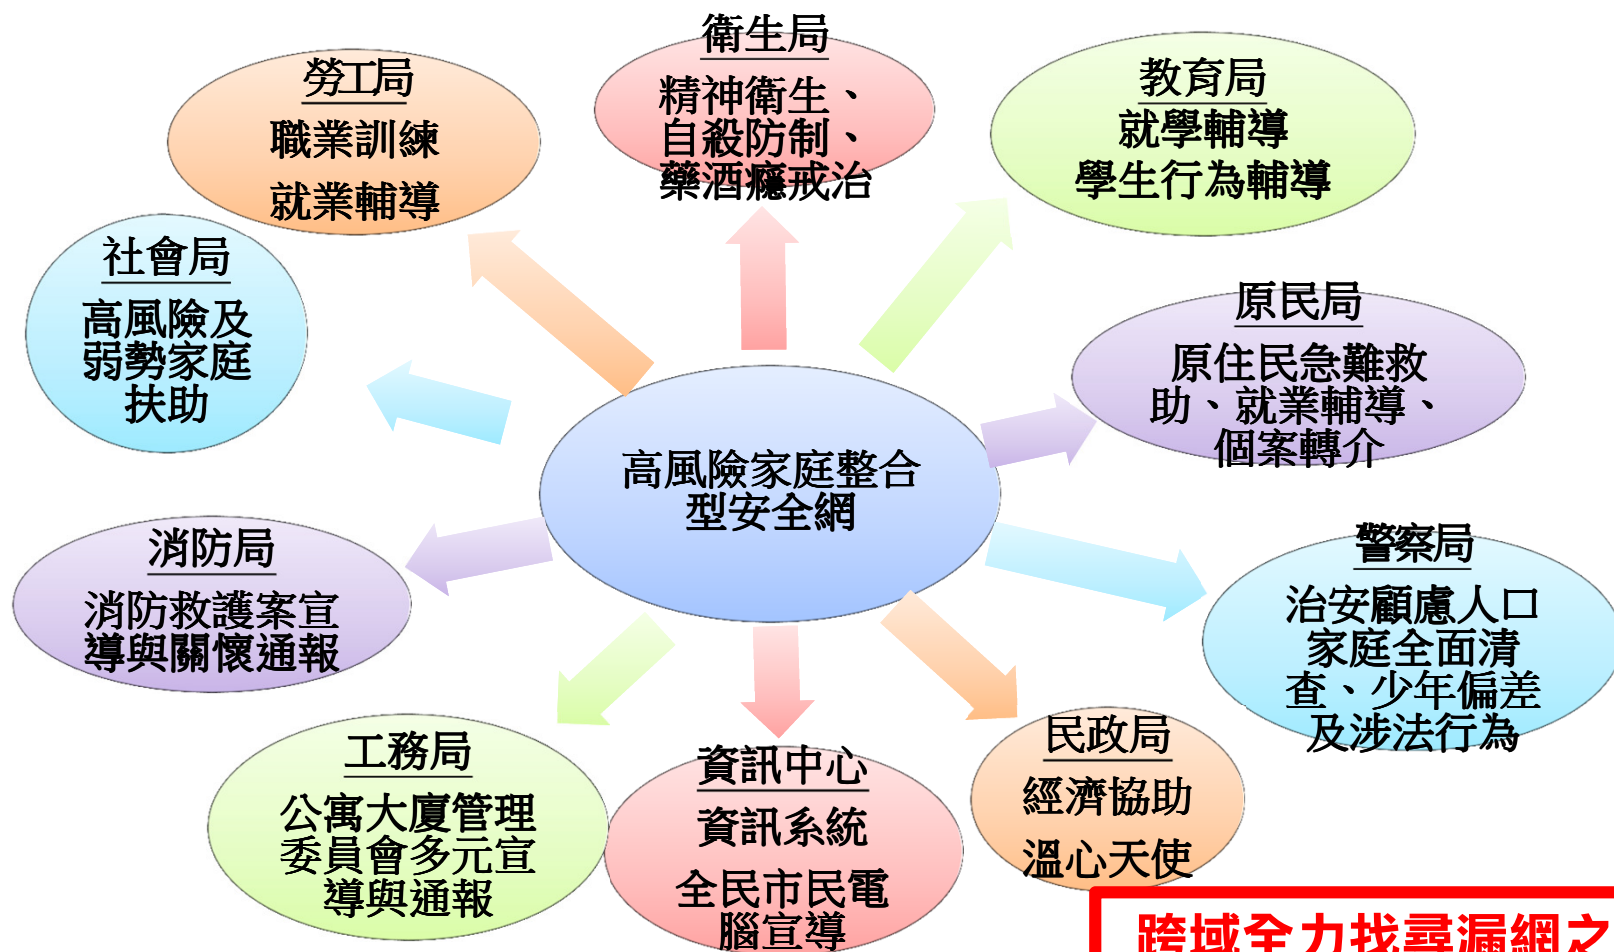 衛生局
精神衛生、
自殺防制、
藥酒癮戒治
勞工局
職業訓練
就業輔導
教育局
就學輔導
學生行為輔導
社會局
高風險及
弱勢家庭
扶助
原民局
原住民急難救
助、就業輔導、
個案轉介
高風險家庭整合
型安全網
消防局
消防救護案宣
導與關懷通報
警察局
治安顧慮人口
家庭全面清
查、少年偏差
及涉法行為
工務局
公寓大廈管理
委員會多元宣
導與通報
資訊中心
資訊系統
全民市民電
腦宣導
民政局
經濟協助
溫心天使
跨域全力找尋漏網之